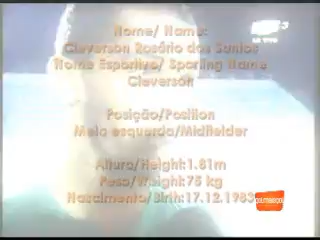 Nome/ Name:
Cleverson Rosário dos Santos
Nome Esportivo/ Sporting Name
Cleverson
Posição/Position
Meia esquerda/Midfielder
Altura/Height:1.81m
Peso/Weight:75 kg
Nascimento/Birth:17.12.1983